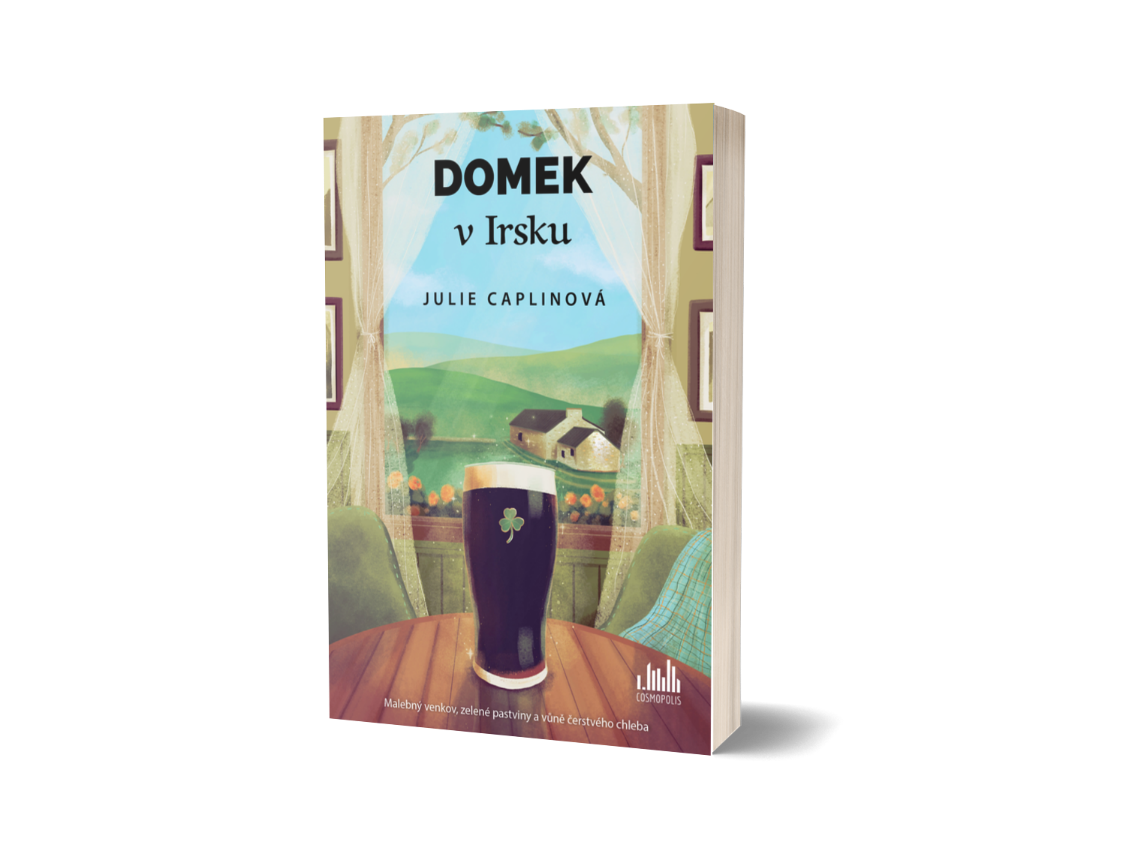 DOMEK
v Irsku
JULIE CAPLINOVÁ
COSMOPOLIS
Malebný venkov, zelené pastviny a vůně čerstvého chleba